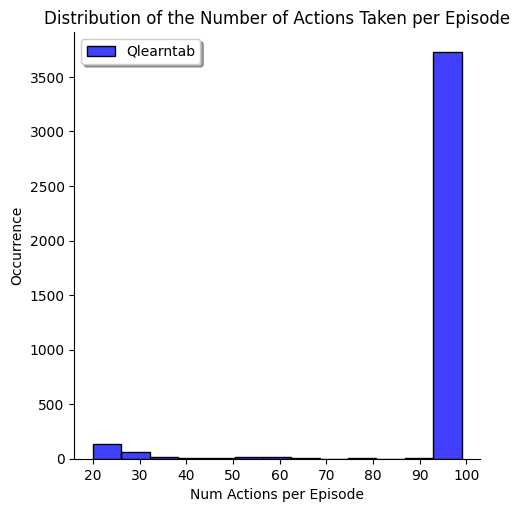 Distribution of the Number of Actions Taken per Episode
Qlearntab
3500
3000
2500
2000
1500
1000
500
0
Occurrence
20 30 40 50 60 70 80 90 100
Num Actions per Episode